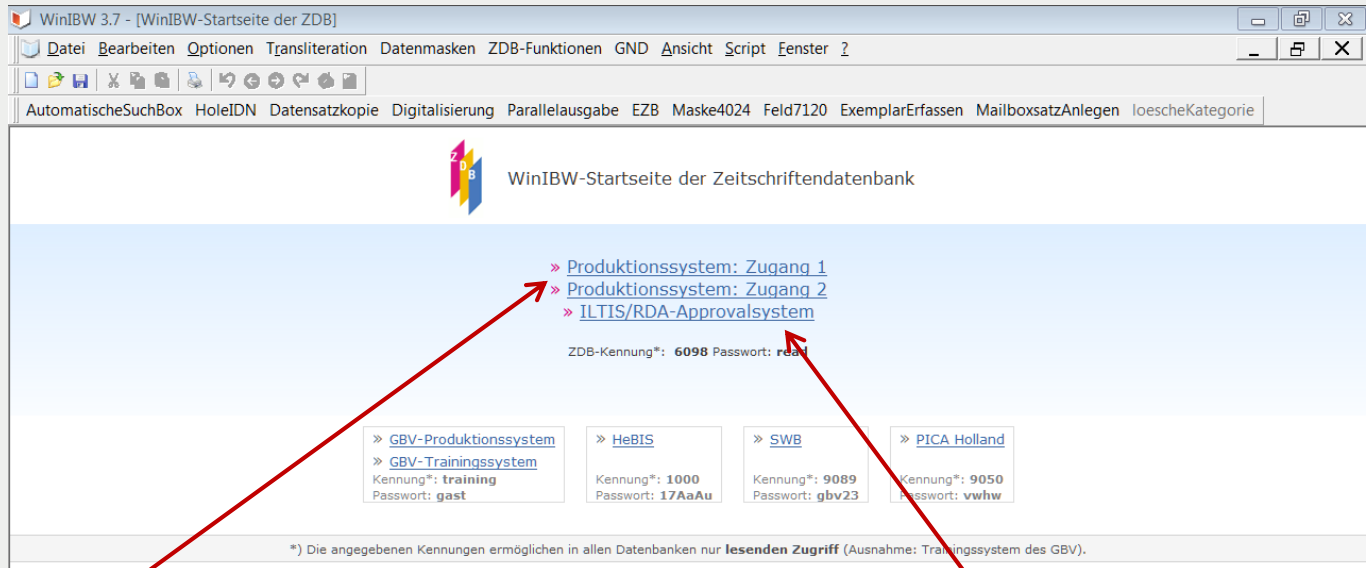 WinIBW 3.7 - [WinIBW-Startseite der ZDB]
Datei Bearbeiten Optionen Transliteration Datenmasken ZDB-Funktionen GND Ansicht Script Fenster ?
AutomatischeSuchBox HoleIDN Datensatzkopie Digitalisierung Parallelausgabe EZB Maske4024 Feld7120 ExemplarErfassen MailboxsatzAnlegen loescheKategorie
Z D B
WinIBW-Startseite der Zeitschriftendatenbank
» Produktionssystem: Zugang 1
» Produktionssystem: Zugang 2
» ILTIS/RDA-Approvalsystem
ZDB-Kennung*: 6098 Passwort: read
» GBV-Produktionssystem
» GBV-Trainingssystem
Kennung*: training
Passwort: gast
» HeBIS
Kennung*: 1000
Passwort: 17AaAu
» SWB
Kennung*: 9089
Passwort: gbv23
» PICA Holland
Kennung*: 9050
Passwort: vwhw
*) Die angegebenen Kennungen ermöglichen in allen Datenbanken nur lesenden Zugriff (Ausnahme: Trainingssystem des GBV).